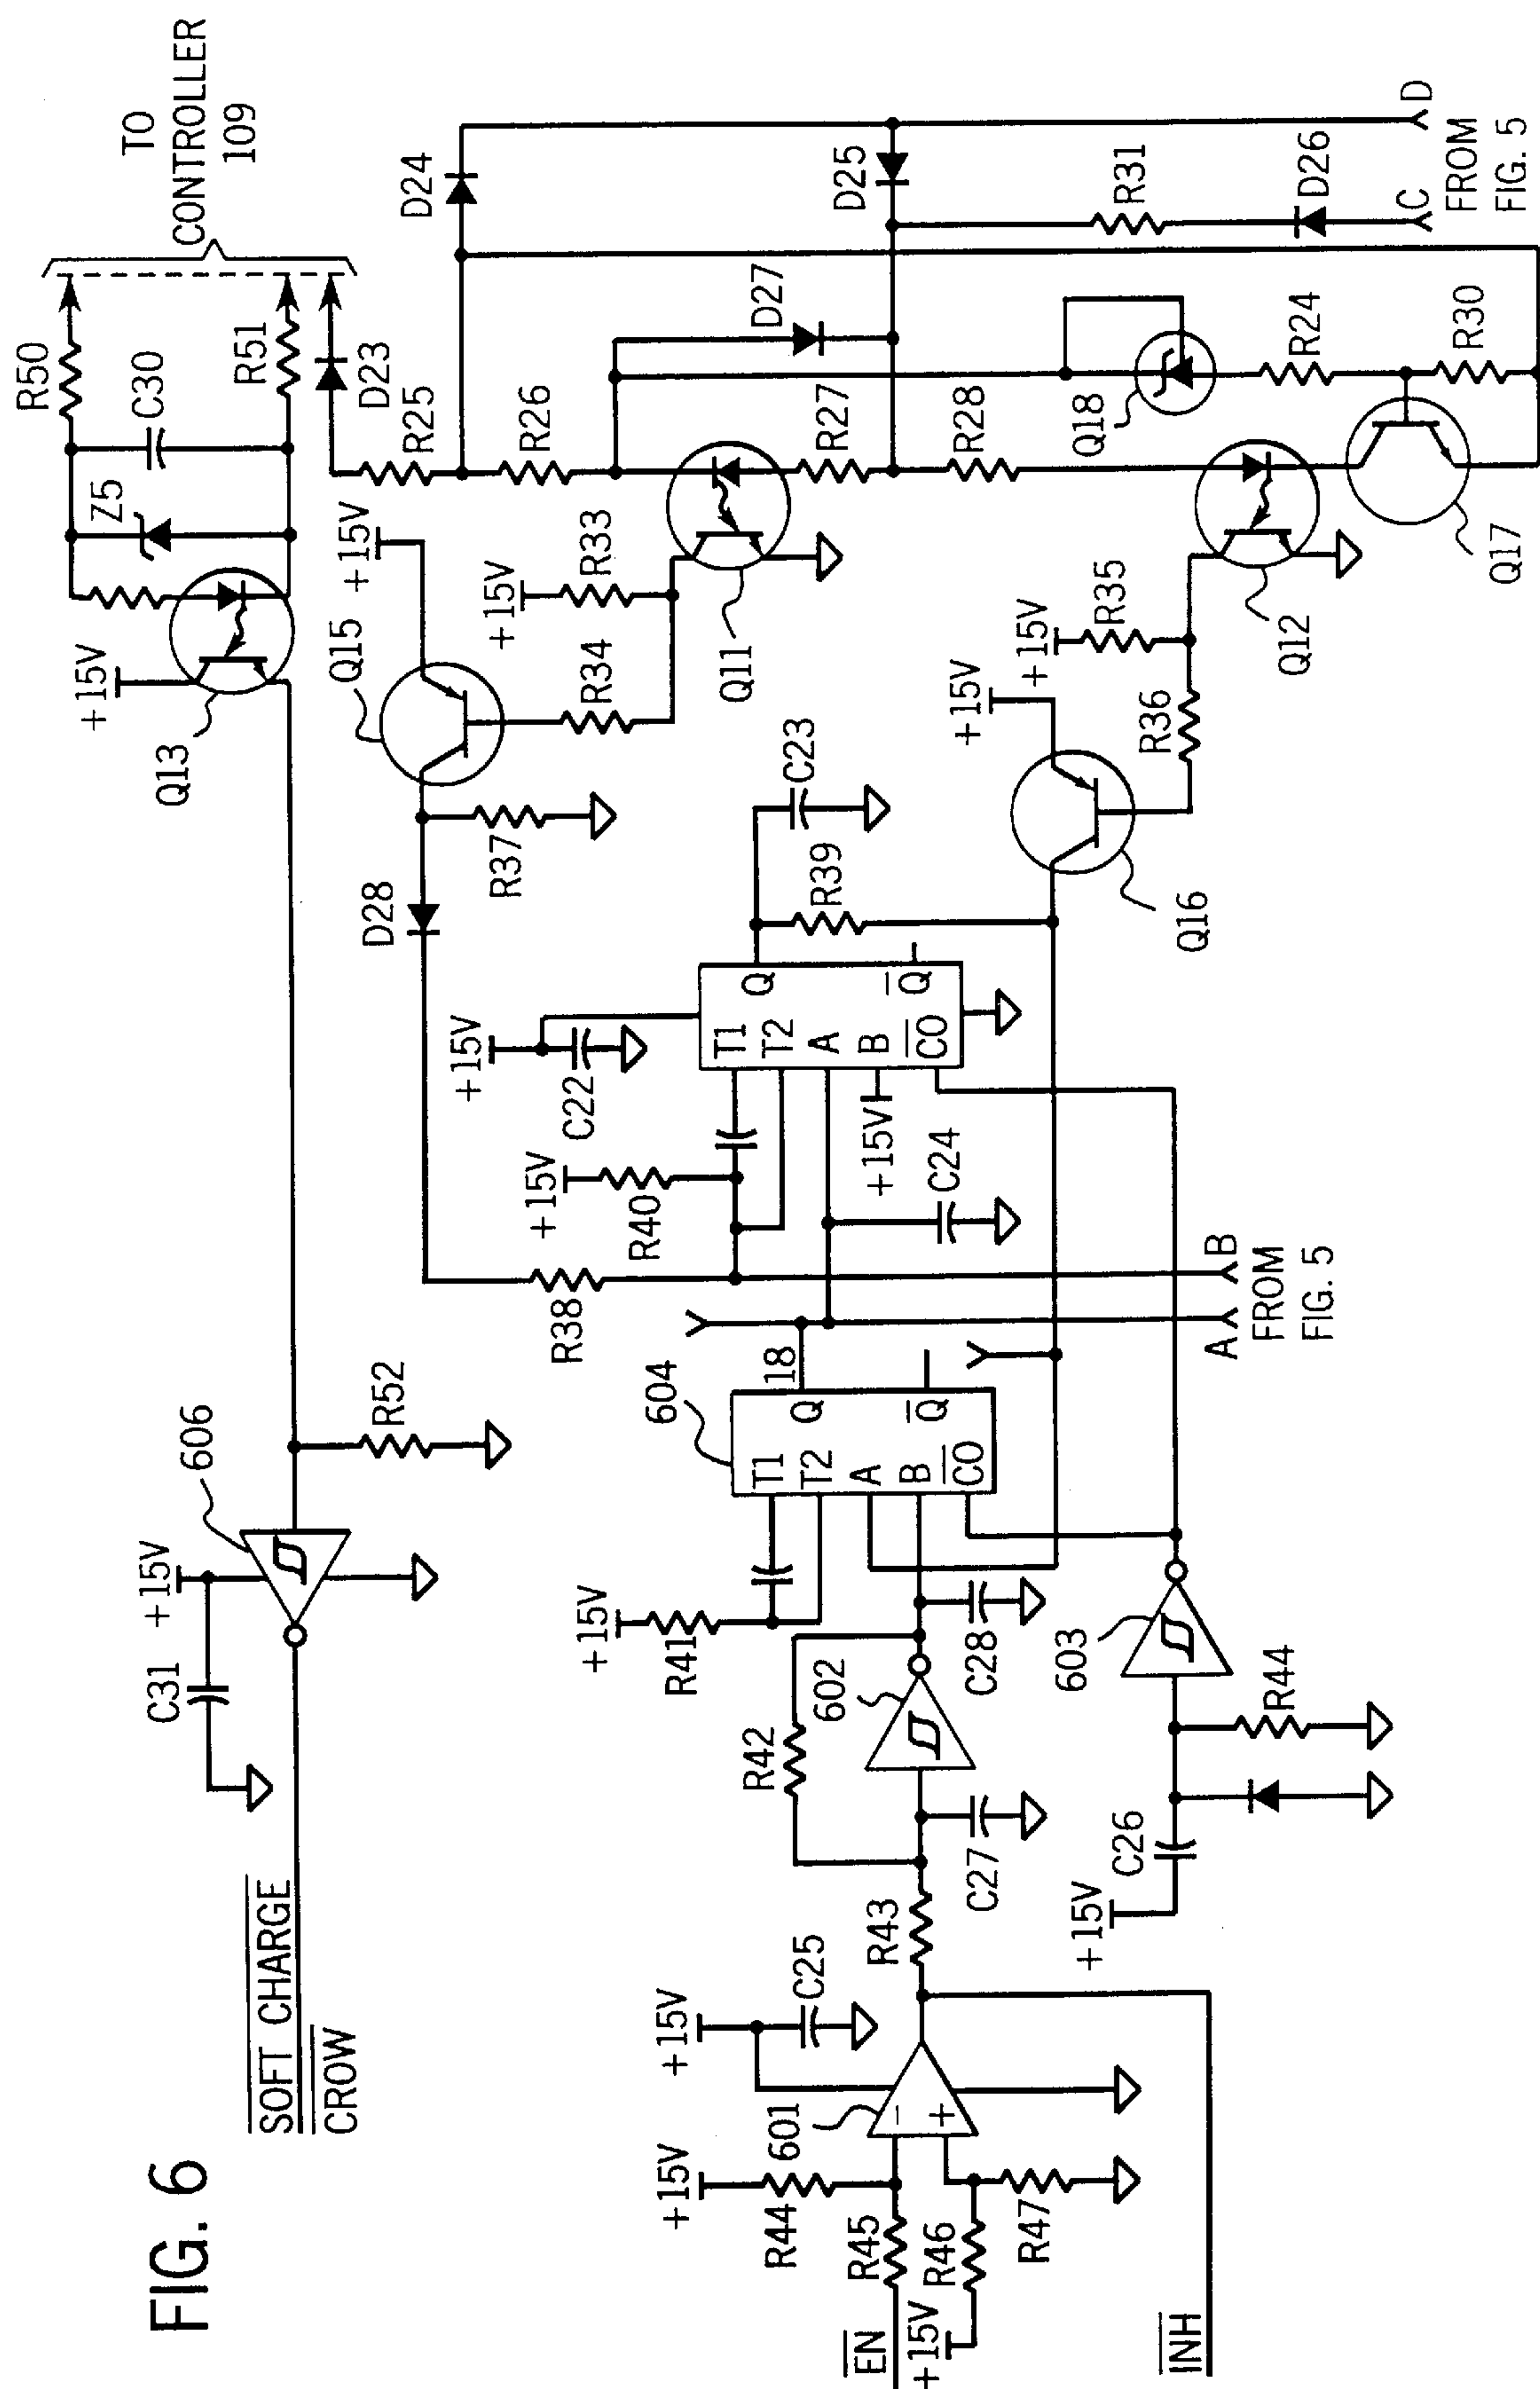 FIG. 6
SOFT CHARGE
CROW
C31
+15V
606
R52
Q13
+15V
Z5
R50
C30
R51
TO
CONTROLLER
109
D23
R25
D24
R26
Q15
+15V
+15V
R33
R34
Q11
R37
D28
D27
R27
D25
R28
R31
D26
C
D
FROM
FIG. 5
Q18
R24
R30
Q17
Q12
+15V
R35
R36
+15V
Q16
C23
R39
+15V
C22
T1
T2
A
B
CO
Q
Q
+15V
+15V
R40
C24
R38
A
B
FROM
FIG. 5
604
18
T1
T2
A
B
CO
Q
Q
+15V
R41
R42
602
C28
C27
R43
603
R44
C26
+15V
+15V
C25
601
-
+
+15V
R44
R45
R46
R47
EN
+15V
INH